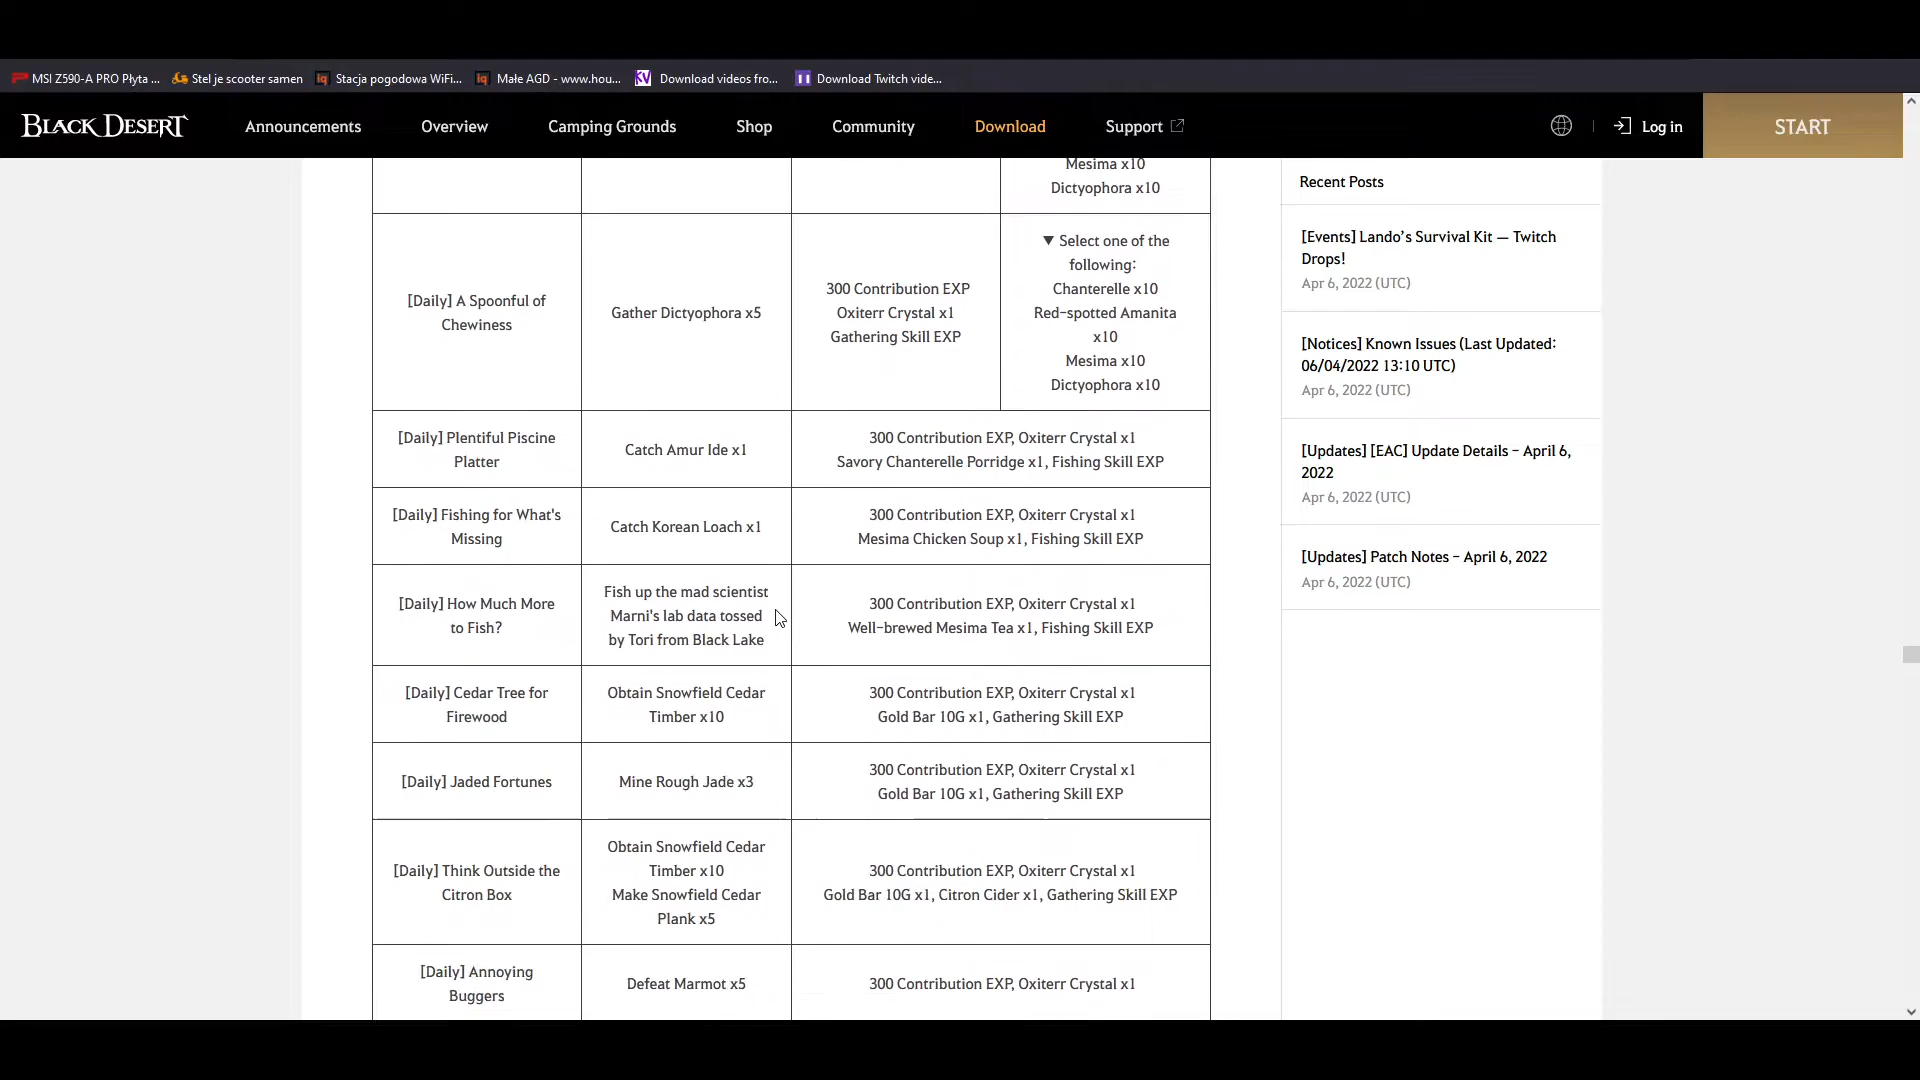 MSI Z590-A PRO Płyta ...
Stel je scooter samen
Stacja pogodowa WiFi...
Małe AGD - www.hou...
Download videos fro...
Download Twitch vide...
BLACK DESERT
Announcements
Overview
Camping Grounds
Shop
Community
Download
Support
Log in
START
Mesima x10
Dictyophora x10
[Daily] A Spoonful of
Chewiness
Gather Dictyophora x5
300 Contribution EXP
Oxiterr Crystal x1
Gathering Skill EXP
▼ Select one of the
following:
Chanterelle x10
Red-spotted Amanita
x10
Mesima x10
Dictyophora x10
[Daily] Plentiful Piscine
Platter
Catch Amur Ide x1
300 Contribution EXP, Oxiterr Crystal x1
Savory Chanterelle Porridge x1, Fishing Skill EXP
[Daily] Fishing for What's
Missing
Catch Korean Loach x1
300 Contribution EXP, Oxiterr Crystal x1
Mesima Chicken Soup x1, Fishing Skill EXP
[Daily] How Much More
to Fish?
Fish up the mad scientist
Marni's lab data tossed
by Tori from Black Lake
300 Contribution EXP, Oxiterr Crystal x1
Well-brewed Mesima Tea x1, Fishing Skill EXP
[Daily] Cedar Tree for
Firewood
Obtain Snowfield Cedar
Timber x10
300 Contribution EXP, Oxiterr Crystal x1
Gold Bar 10G x1, Gathering Skill EXP
[Daily] Jaded Fortunes
Mine Rough Jade x3
300 Contribution EXP, Oxiterr Crystal x1
Gold Bar 10G x1, Gathering Skill EXP
[Daily] Think Outside the
Citron Box
Obtain Snowfield Cedar
Timber x10
Make Snowfield Cedar
Plank x5
300 Contribution EXP, Oxiterr Crystal x1
Gold Bar 10G x1, Citron Cider x1, Gathering Skill EXP
[Daily] Annoying
Buggers
Defeat Marmot x5
300 Contribution EXP, Oxiterr Crystal x1
Recent Posts
[Events] Lando’s Survival Kit — Twitch
Drops!
Apr 6, 2022 (UTC)
[Notices] Known Issues (Last Updated:
06/04/2022 13:10 UTC)
Apr 6, 2022 (UTC)
[Updates] [EAC] Update Details - April 6,
2022
Apr 6, 2022 (UTC)
[Updates] Patch Notes - April 6, 2022
Apr 6, 2022 (UTC)